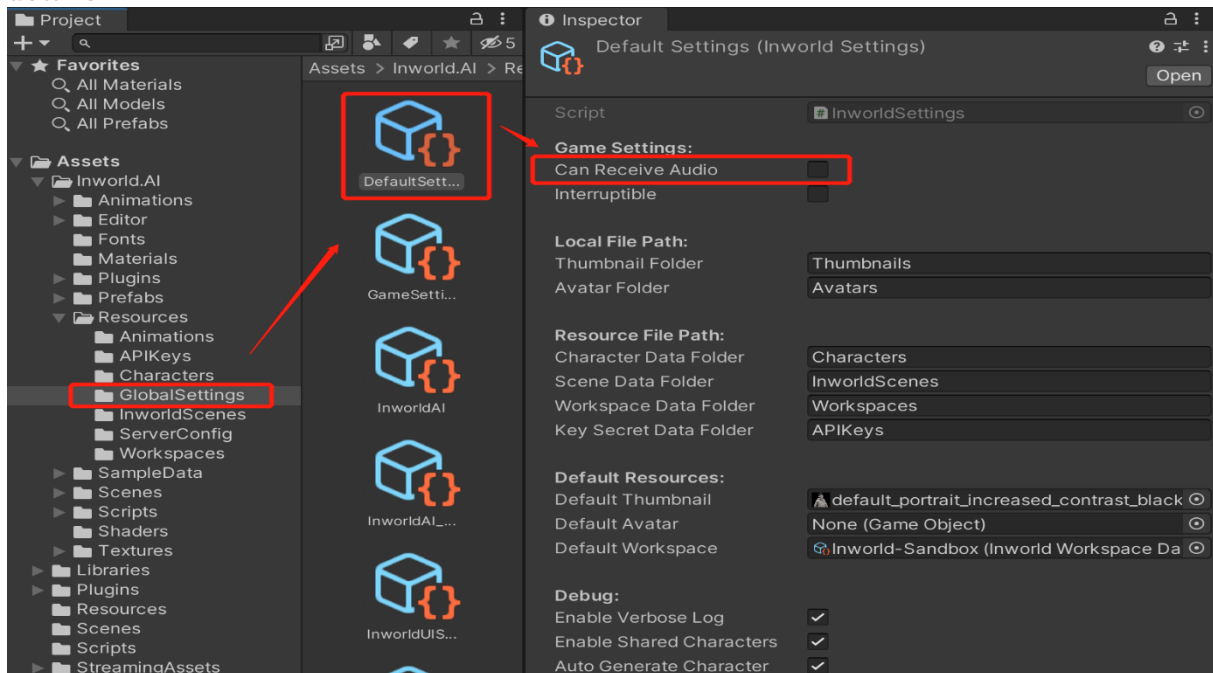 Project
Inspector
5
Favorites
All Materials
All Models
All Prefabs
Assets
Inworld.AI
Animations
Editor
Fonts
Materials
Plugins
Prefabs
Resources
Animations
APIKeys
Characters
GlobalSettings
InworldScenes
ServerConfig
Workspaces
SampleData
Scenes
Scripts
Shaders
Textures
Libraries
Plugins
Resources
Scenes
Scripts
StreamingAssets
Assets > Inworld.AI > Re
DefaultSett...
GameSetti...
InworldAI
InworldAI_...
InworldUIS...
Default Settings (Inworld Settings)
Open
Script InworldSettings
Game Settings:
Can Receive Audio
Interruptible
Local File Path:
Thumbnail Folder Thumbnails
Avatar Folder Avatars
Resource File Path:
Character Data Folder Characters
Scene Data Folder InworldScenes
Workspace Data Folder Workspaces
Key Secret Data Folder APIKeys
Default Resources:
Default Thumbnail default_portrait_increased_contrast_black
Default Avatar None (Game Object)
Default Workspace Inworld-Sandbox (Inworld Workspace Da
Debug:
Enable Verbose Log
Enable Shared Characters
Auto Generate Character